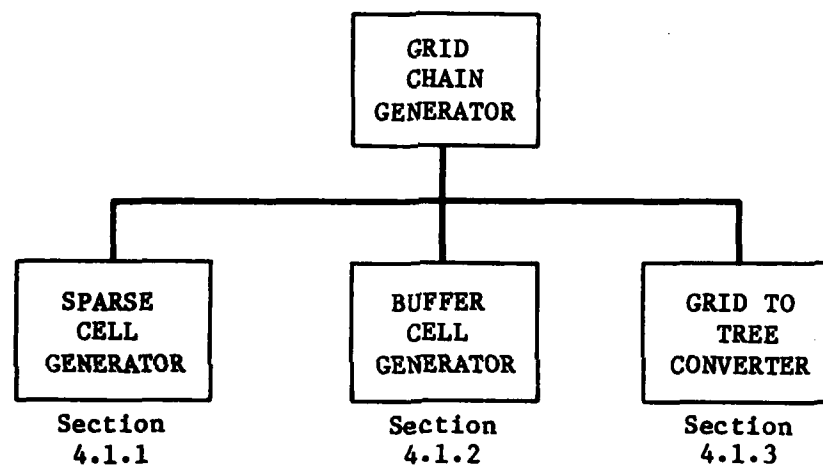 GRID
CHAIN
GENERATOR
SPARSE
CELL
GENERATOR
Section
4.1.1
BUFFER
CELL
GENERATOR
Section
4.1.2
GRID TO
TREE
CONVERTER
Section
4.1.3